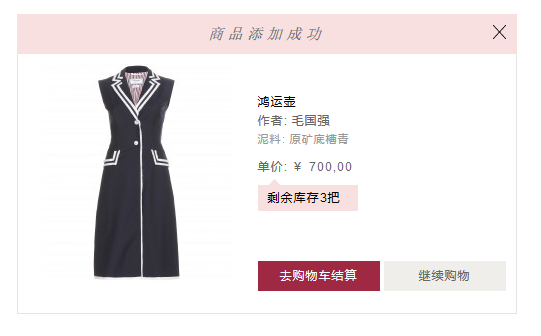 商品添加成功
鸿运壶
作者: 毛国强
泥料: 原矿底槽青
单价: ¥ 700,00
剩余库存3把
去购物车结算
继续购物